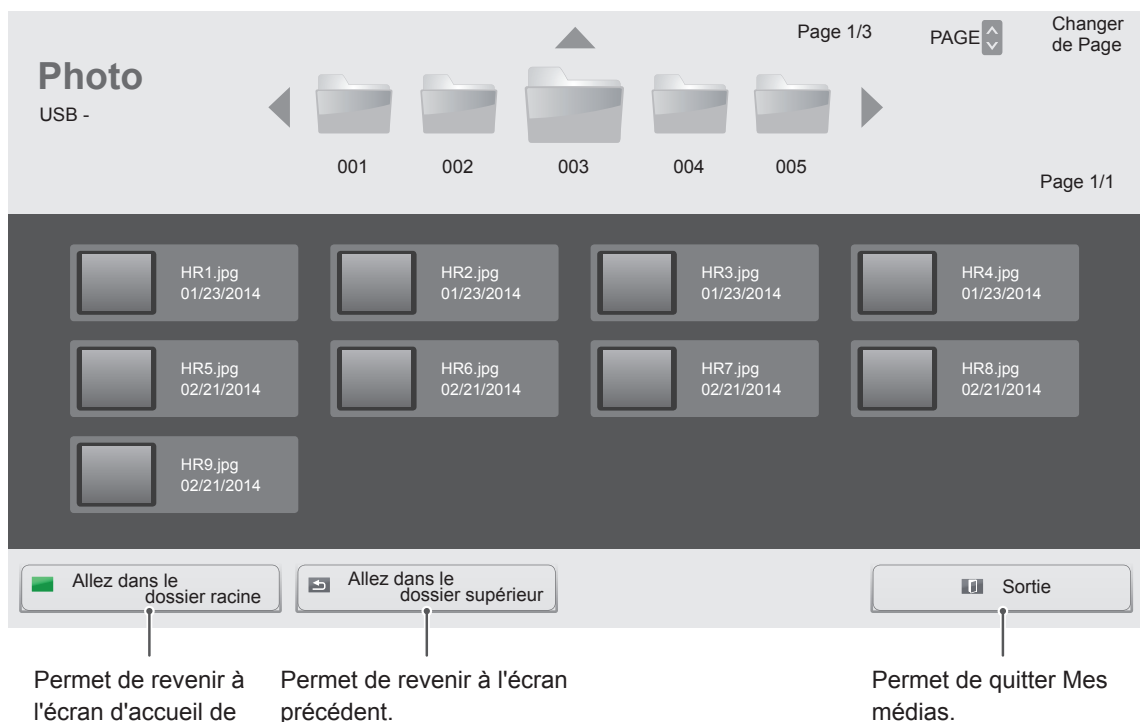 Page 1/3
PAGE
Changer
de Page
Photo
USB -
001
002
003
004
005
Page 1/1
HR1.jpg
01/23/2014
HR2.jpg
01/23/2014
HR3.jpg
01/23/2014
HR4.jpg
01/23/2014
HR5.jpg
02/21/2014
HR6.jpg
02/21/2014
HR7.jpg
02/21/2014
HR8.jpg
02/21/2014
HR9.jpg
02/21/2014
Allez dans le
dossier racine
Allez dans le
dossier supérieur
Sortie
Permet de revenir à
l'écran d'accueil de
Permet de revenir à l'écran
précédent.
Permet de quitter Mes
médias.